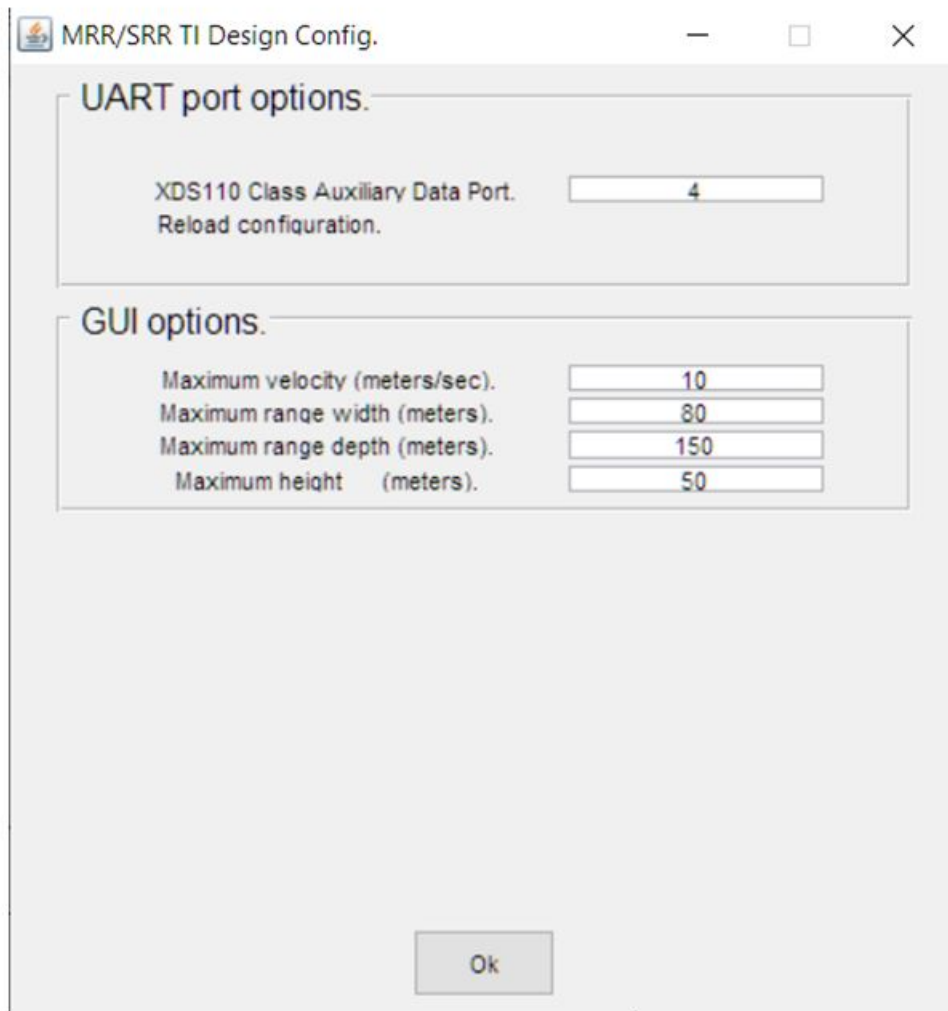 MRR/SRR TI Design Config.
UART port options.
XDS110 Class Auxiliary Data Port. 4
Reload configuration.
GUI options.
Maximum velocity (meters/sec). 10
Maximum range width (meters). 80
Maximum range depth (meters). 150
Maximum height (meters). 50
Ok